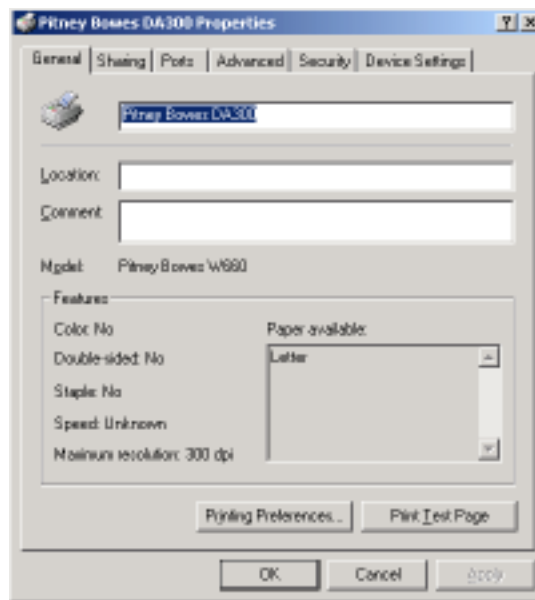 Pitney Bowes DA300 Properties
General Sharing Ports Advanced Security Device Settings
Pitney Bowes DA300
Location:
Comment:
Model: Pitney Bowes W660
Features
Color: No
Paper available:
Double-sided: No
Letter
Staple: No
Speed: Unknown
Maximum resolution: 300 dpi
Printing Preferences... Print Test Page
OK Cancel Apply